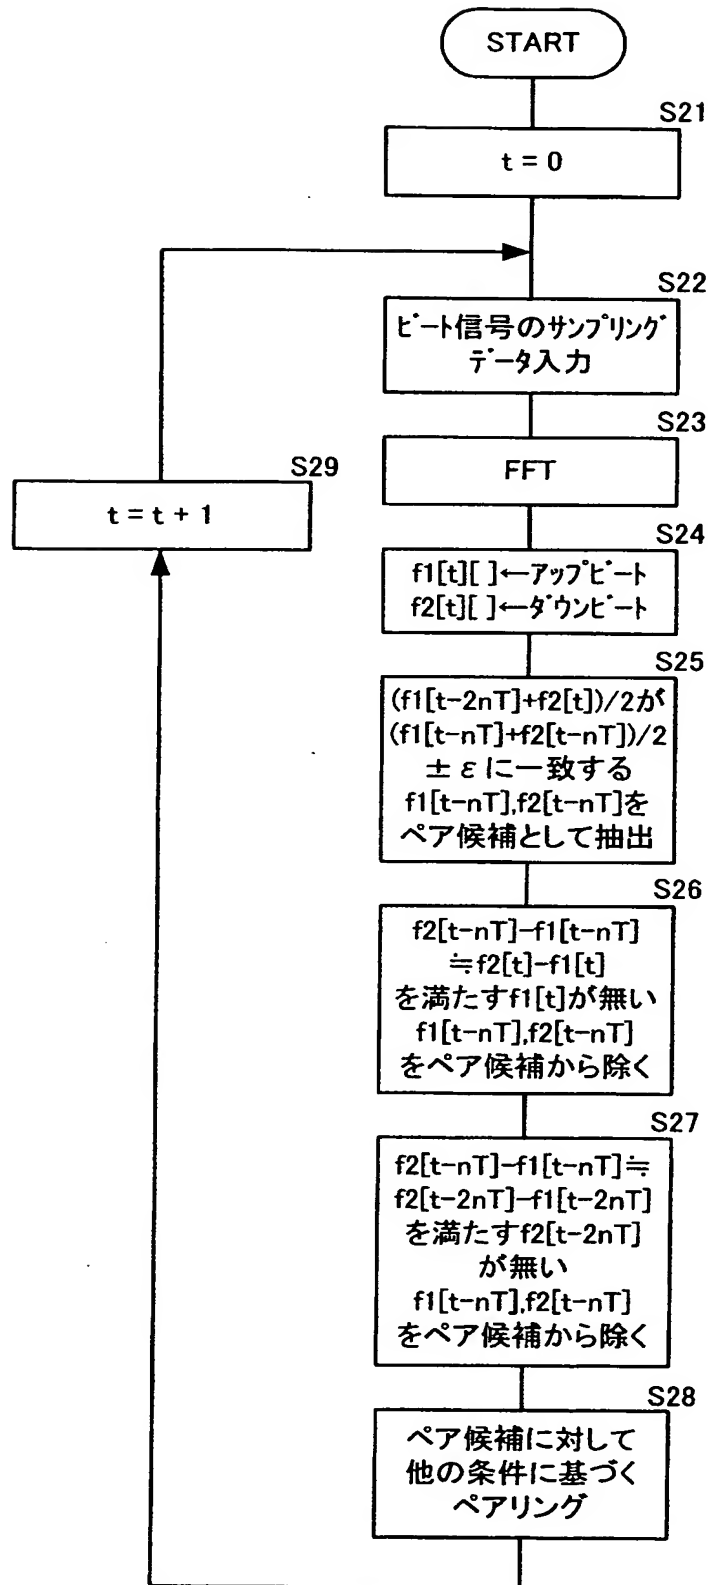 START
S21
t = 0
S22
ビート信号のサンプリング
データ入力
S23
FFT
S29
t = t + 1
S24
f1[t][ ]←アップビート
f2[t][ ]←ダウンビート
S25
(f1[t-2nT]+f2[t])/2が
(f1[t-nT]+f2[t-nT])/2
± εに一致する
f1[t-nT],f2[t-nT]を
ペア候補として抽出
S26
f2[t-nT]-f1[t-nT]
≒f2[t]-f1[t]
を満たすf1[t]が無い
f1[t-nT],f2[t-nT]
をペア候補から除く
S27
f2[t-nT]-f1[t-nT]≒
f2[t-2nT]-f1[t-2nT]
を満たすf2[t-2nT]
が無い
f1[t-nT],f2[t-nT]
をペア候補から除く
S28
ペア候補に対して
他の条件に基づく
ペアリング